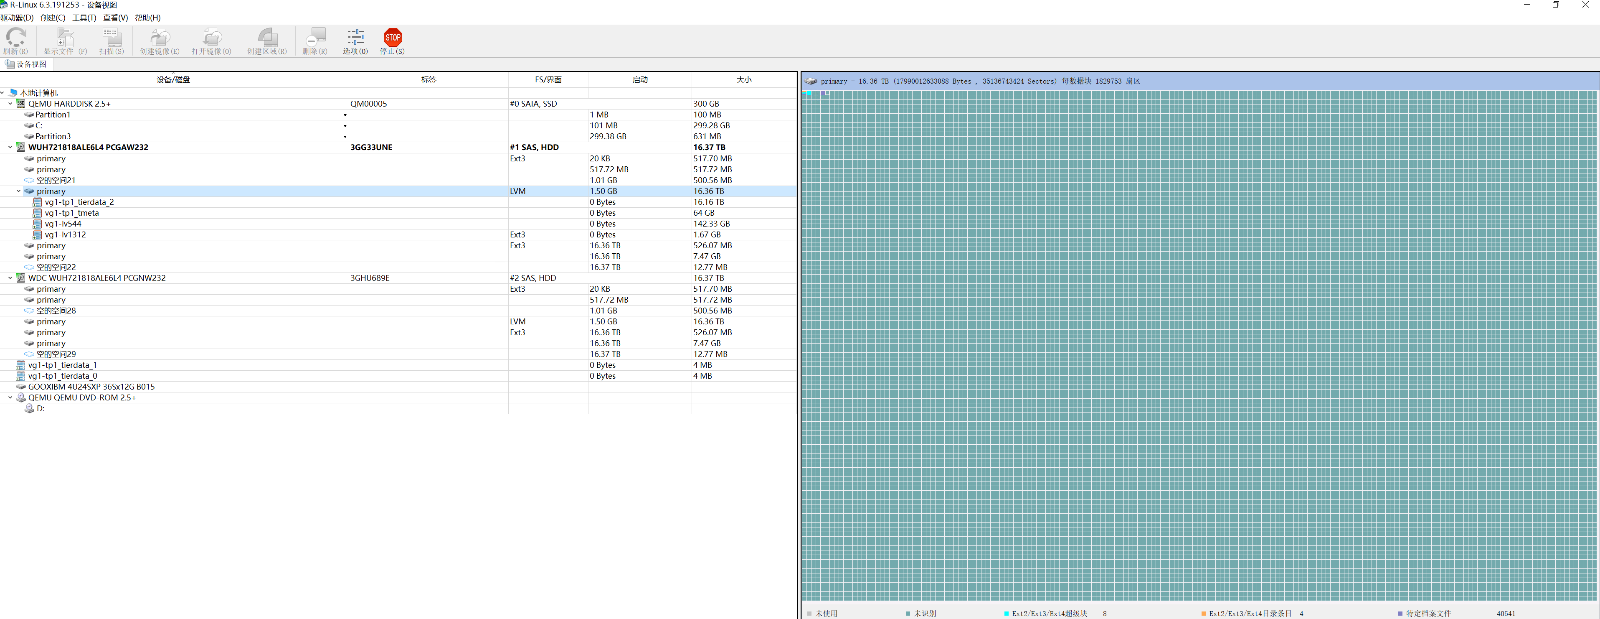 R-Linux 6.3.191253 - 设备视图
驱动器(D) 创建(C) 工具(T) 查看(V) 帮助(H)
刷新(R) 显示文件 (F) 扫描(S) 创建镜像(I) 打开镜像(O) 创建区域(R) 删除(R) 选项(O) 停止(S)
设备视图
设备/磁盘 标签 FS/界面 启动 大小
本地计算机
QEMU HARDDISK 2.5+ QM00005 #0 SATA, SSD 300 GB
Partition1 1 MB 100 MB
C: 101 MB 299.28 GB
Partition3 299.38 GB 631 MB
WUH721818ALE6L4 PCGAW232 3GG33UNE #1 SAS, HDD 16.37 TB
primary Ext3 20 KB 517.70 MB
primary 517.72 MB 517.72 MB
空的空间21 1.01 GB 500.56 MB
primary LVM 1.50 GB 16.36 TB
vg1-tp1_tierdata_2 0 Bytes 16.16 TB
vg1-tp1_tmeta 0 Bytes 64 GB
vg1-lv544 0 Bytes 142.33 GB
vg1-lv1312 Ext3 0 Bytes 1.67 GB
primary Ext3 16.36 TB 526.07 MB
primary 16.36 TB 7.47 GB
空的空间22 16.37 TB 12.77 MB
WDC WUH721818ALE6L4 PCGNW232 3GHU689E #2 SAS, HDD 16.37 TB
primary Ext3 20 KB 517.70 MB
primary 517.72 MB 517.72 MB
空的空间28 1.01 GB 500.56 MB
primary LVM 1.50 GB 16.36 TB
primary Ext3 16.36 TB 526.07 MB
primary 16.36 TB 7.47 GB
空的空间29 16.37 TB 12.77 MB
vg1-tp1_tierdata_1 0 Bytes 4 MB
vg1-tp1_tierdata_0 0 Bytes 4 MB
GOOXIBM 4U24SXP 36Sx12G B015
QEMU QEMU DVD-ROM 2.5+
D:
primary - 16.36 TB (17990012633088 Bytes , 35136743424 Sectors) 每数据块 1829753 扇区
未使用 未识别 Ext2/Ext3/Ext4超级块 8 Ext2/Ext3/Ext4目录条目 4 特定档案文件 40641